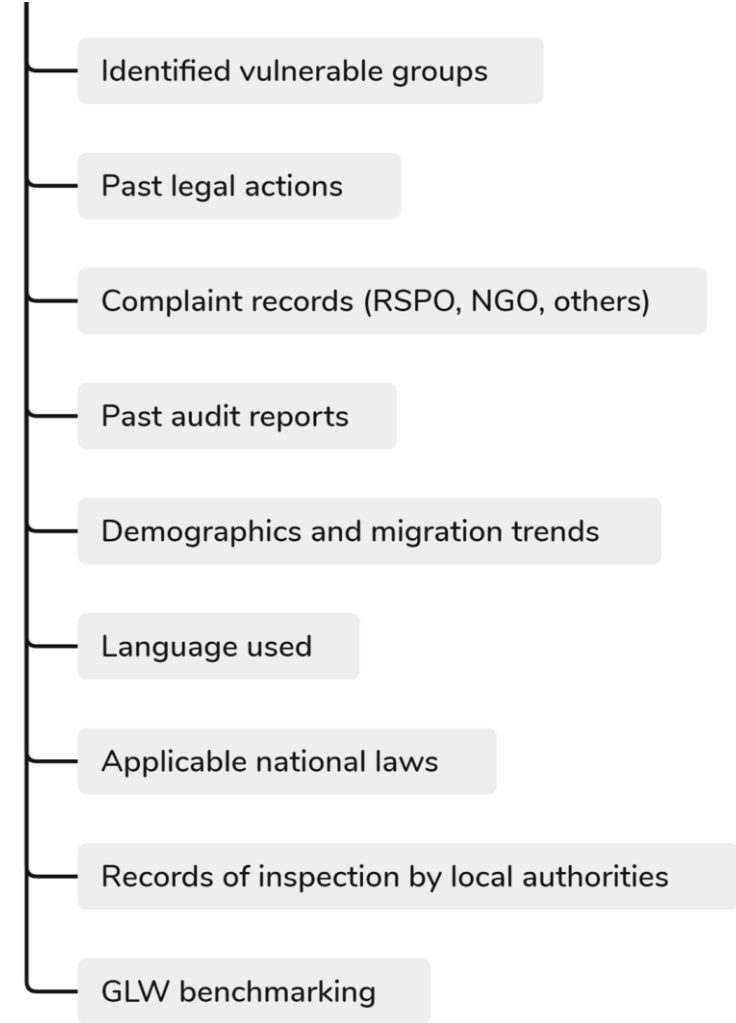 Identified vulnerable groups
Past legal actions
Complaint records (RSPO, NGO, others)
Past audit reports
Demographics and migration trends
Language used
Applicable national laws
Records of inspection by local authorities
GLW benchmarking